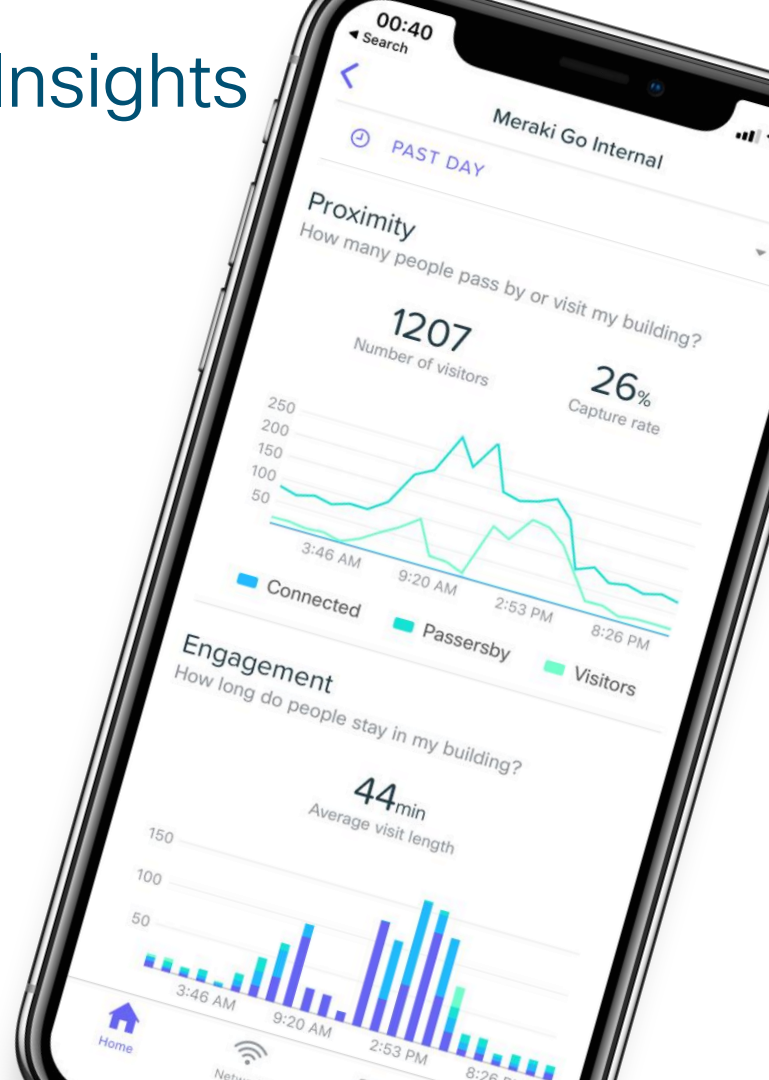 Insights
00:40
Search
Meraki Go Internal
PAST DAY
Proximity
How many people pass by or visit my building?
1207
Number of visitors
26%
Capture rate
250
200
150
100
50
3:46 AM
9:20 AM
2:53 PM
8:26 PM
Connected
Passersby
Visitors
Engagement
How long do people stay in my building?
44min
Average visit length
150
100
50
3:46 AM
9:20 AM
2:53 PM
8:26 P
Home
Netw